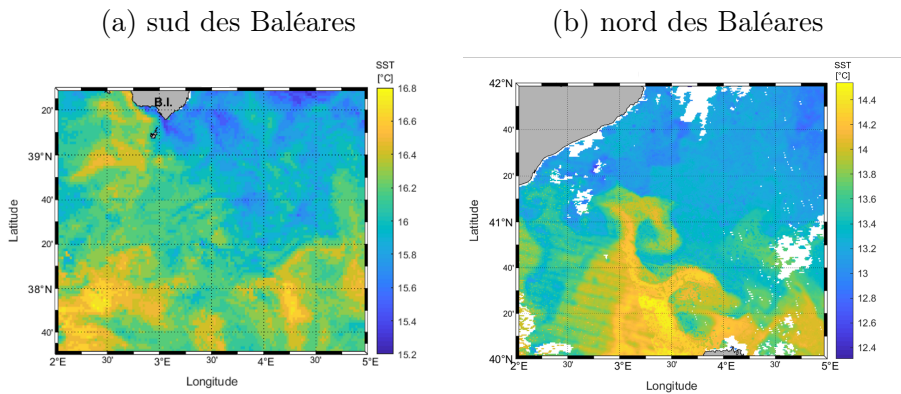 (a) sud des Baléares
SST
[°C]
B.I.
20'
39°N
40'
20'
38°N
40'
Latitude
2°E
30'
3°E
30'
4°E
30'
5°E
Longitude
16.8
16.6
16.4
16.2
16
15.8
15.6
15.4
15.2
(b) nord des Baléares
SST
[°C]
42°N
40'
20'
41°N
40'
20'
40°N
Latitude
2°E
30'
3°E
30'
4°E
30'
5°E
Longitude
14.4
14.2
14
13.8
13.6
13.4
13.2
13
12.8
12.6
12.4